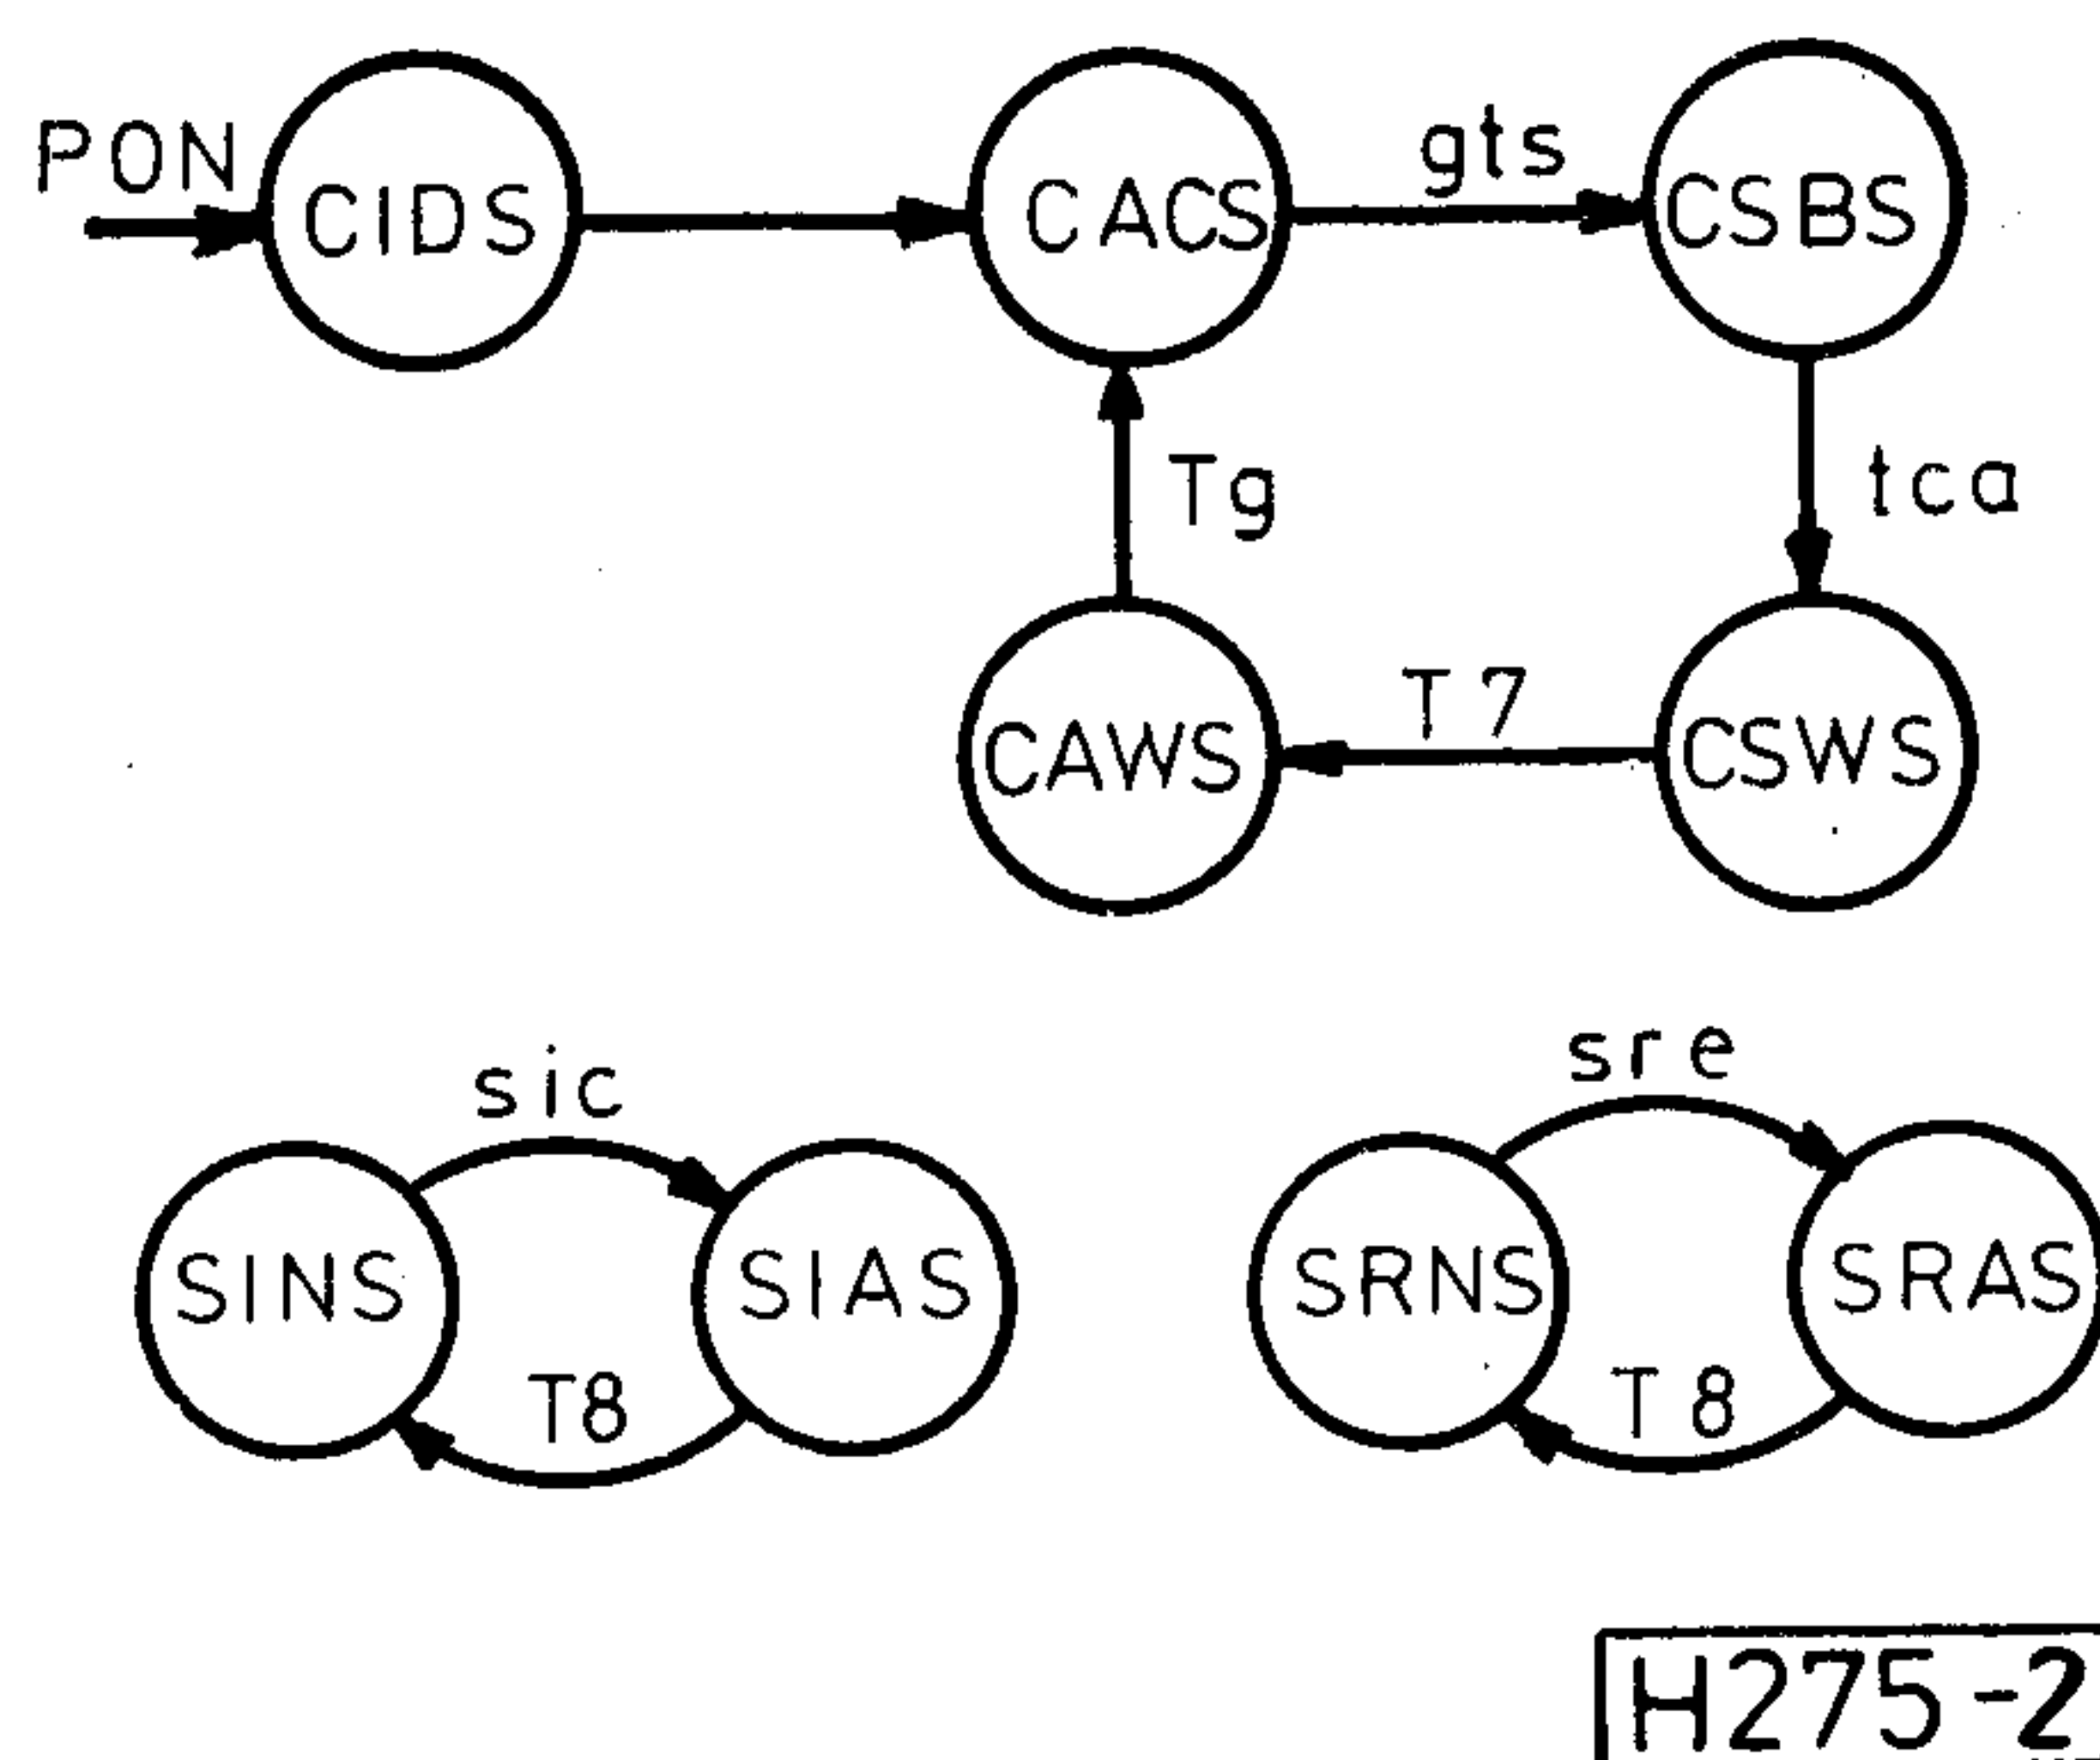 PON
CIDS
CACS
gts
CSBS
Tg
tca
CAWS
T7
CSWS
sic
SINS
SIAS
T8
sre
SRNS
SRAS
T8
H275-2